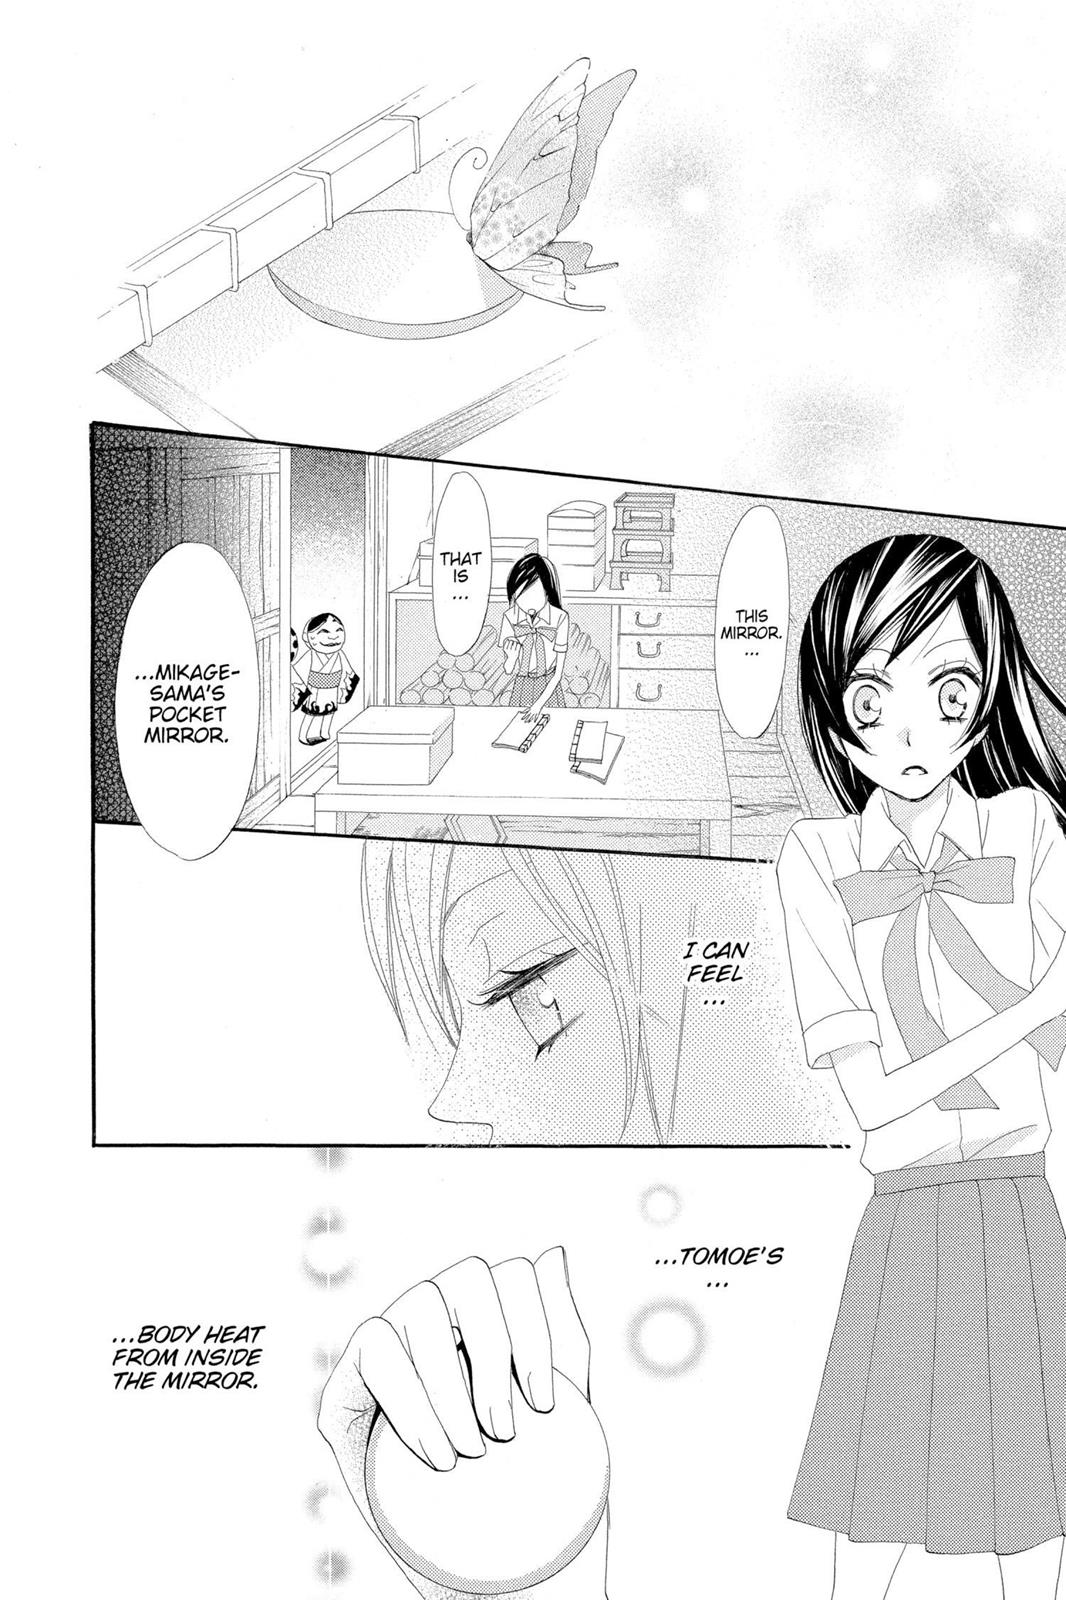 THIS
MIRROR.
...
THAT
IS
...
...MIKAGE-
SAMA'S
POCKET
MIRROR.
I CAN
FEEL
...
...TOMOE'S
...
...BODY HEAT
FROM INSIDE
THE MIRROR.